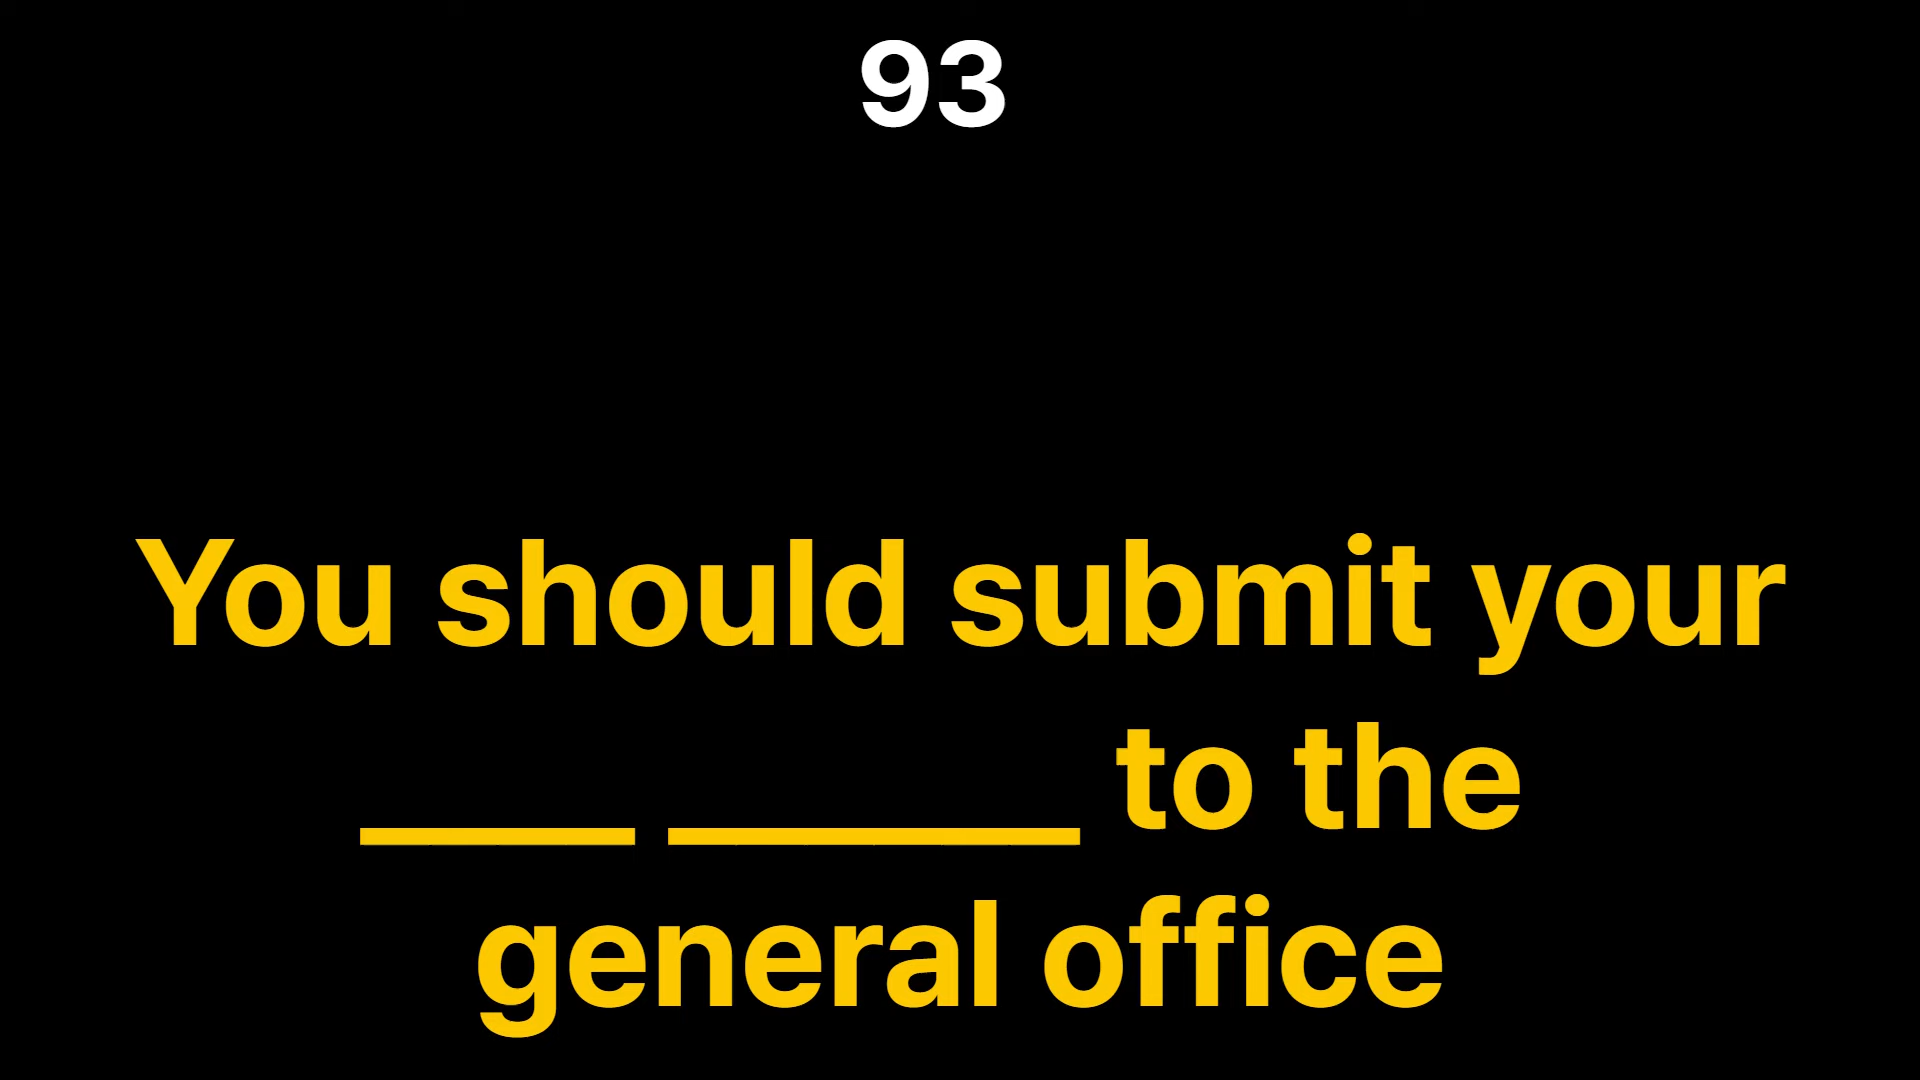 93
You should submit your
____ ______ to the
general office